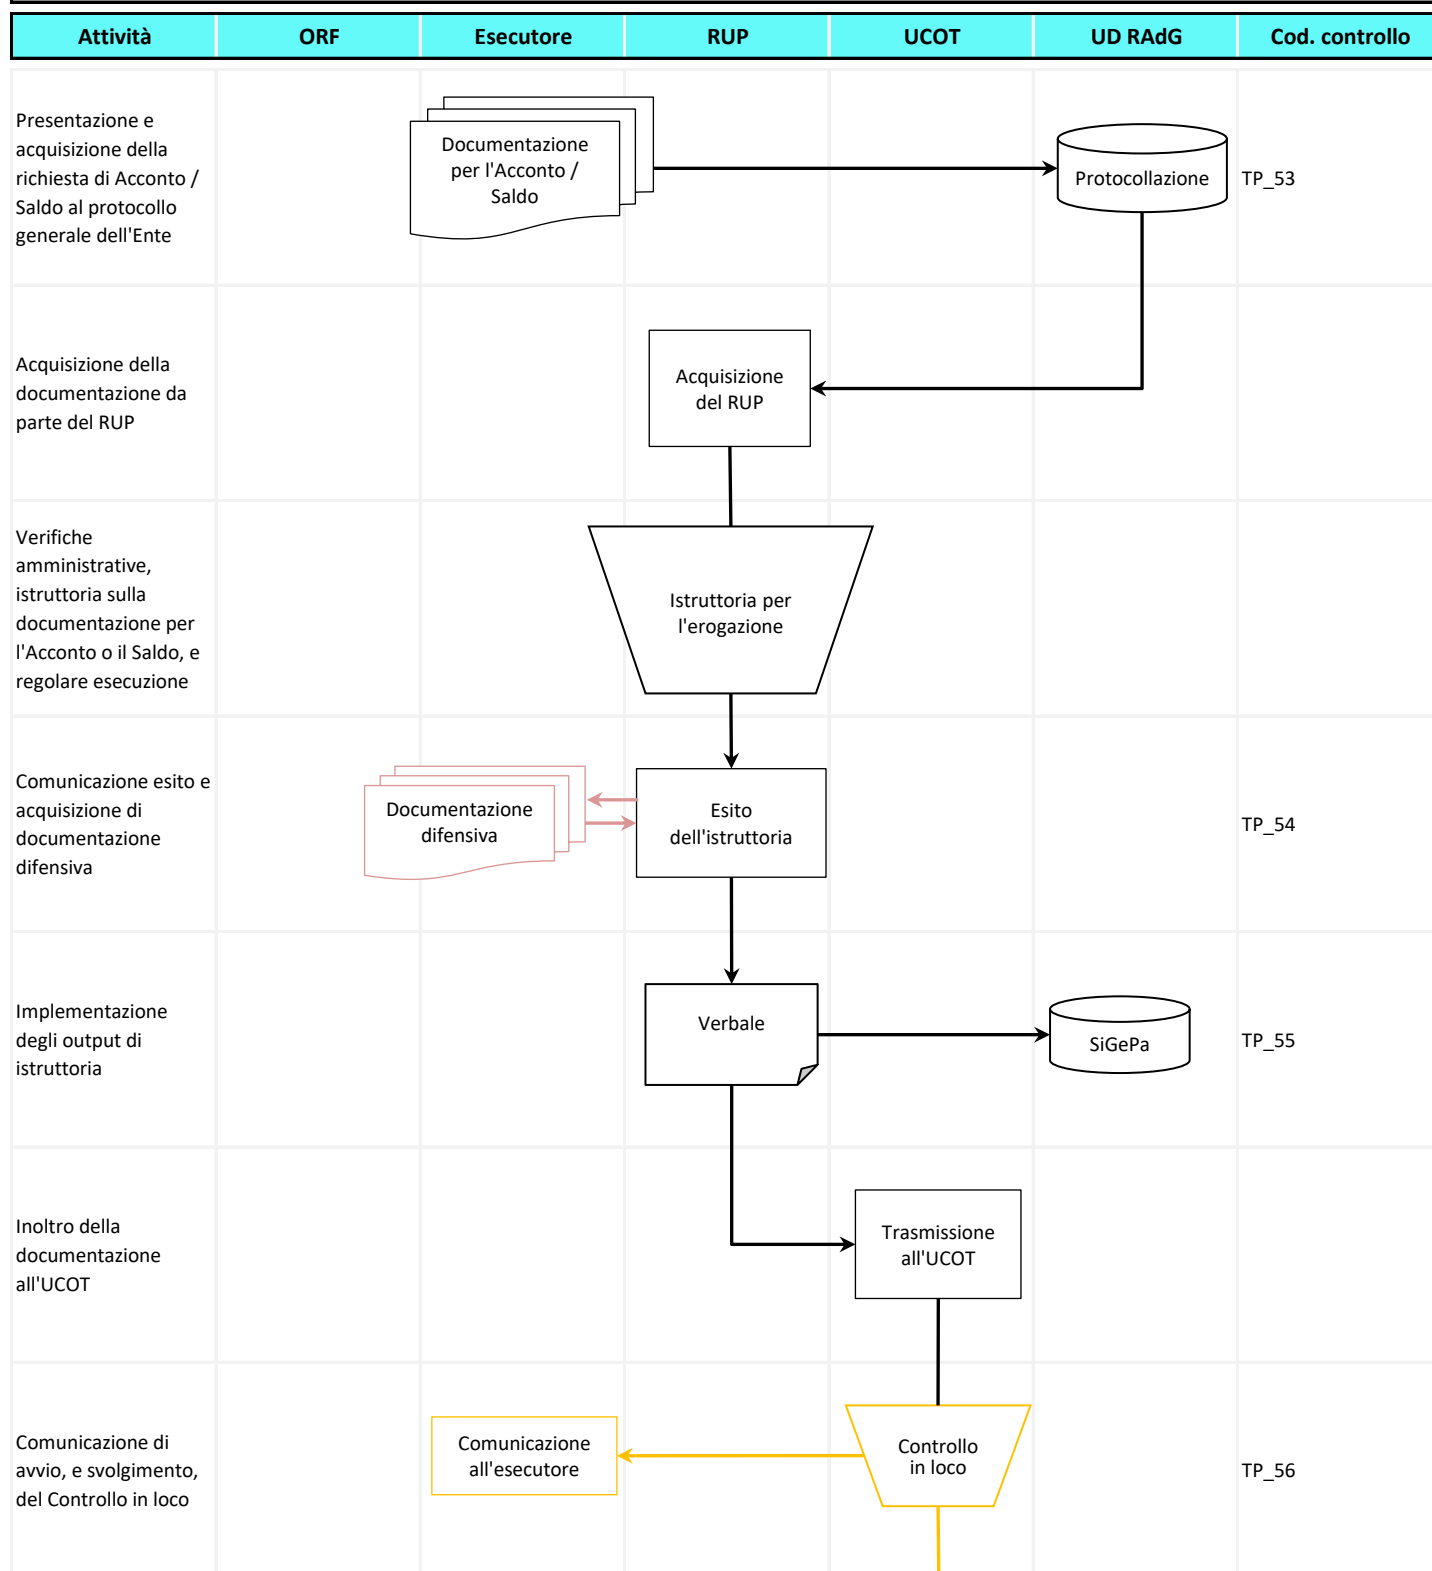 Attività ORF Esecutore RUP UCOT UD RAdG Cod. controllo
Presentazione e
acquisizione della
richiesta di Acconto /
Saldo al protocollo
generale dell'Ente
Documentazione
per l'Acconto /
Saldo
Protocollazione
TP_53
Acquisizione della
documentazione da
parte del RUP
Acquisizione
del RUP
Verifiche
amministrative,
istruttoria sulla
documentazione per
l'Acconto o il Saldo, e
regolare esecuzione
Istruttoria per
l'erogazione
Comunicazione esito e
acquisizione di
documentazione
difensiva
Documentazione
difensiva
Esito
dell'istruttoria
TP_54
Implementazione
degli output di
istruttoria
Verbale
SiGePa
TP_55
Inoltro della
documentazione
all'UCOT
Trasmissione
all'UCOT
Comunicazione di
avvio, e svolgimento,
del Controllo in loco
Comunicazione
all'esecutore
Controllo
in loco
TP_56